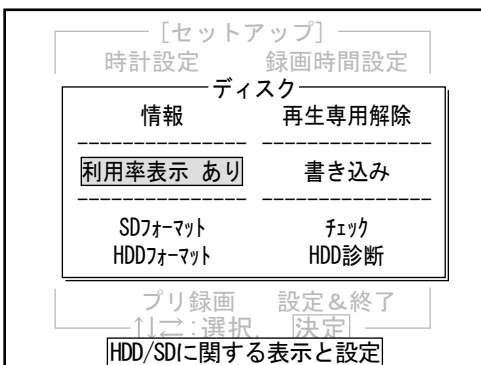 [セットアップ]
時計設定 録画時間設定
ディスク
情報 再生専用解除
利用率表示 あり 書き込み
SDフォーマット チェック
HDDフォーマット HDD診断
プリ録画 設定&終了
↑↓⇄:選択, 決定
HDD/SDに関する表示と設定